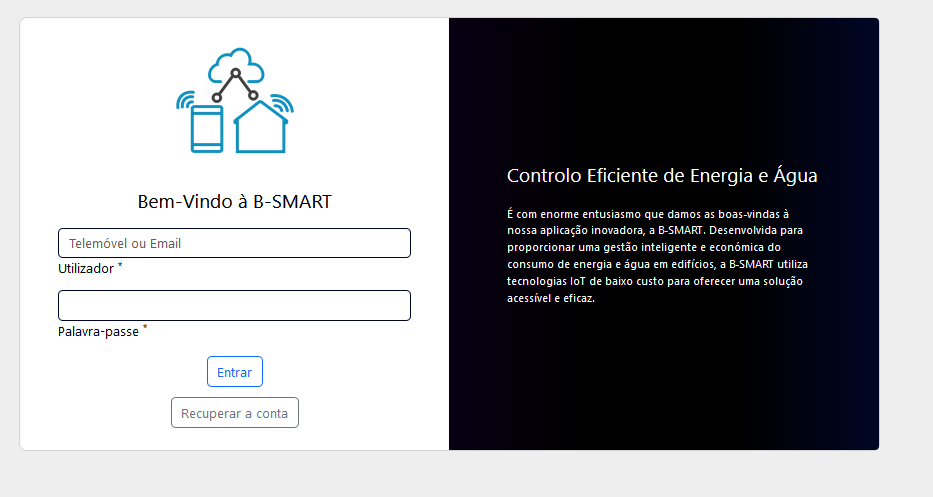 Bem-Vindo à B-SMART
Telemóvel ou Email
Utilizador *
Palavra-passe *
Entrar
Recuperar a conta
Controlo Eficiente de Energia e Água
É com enorme entusiasmo que damos as boas-vindas à
nossa aplicação inovadora, a B-SMART. Desenvolvida para
proporcionar uma gestão inteligente e económica do
consumo de energia e água em edifícios, a B-SMART utiliza
tecnologias IoT de baixo custo para oferecer uma solução
acessível e eficaz.